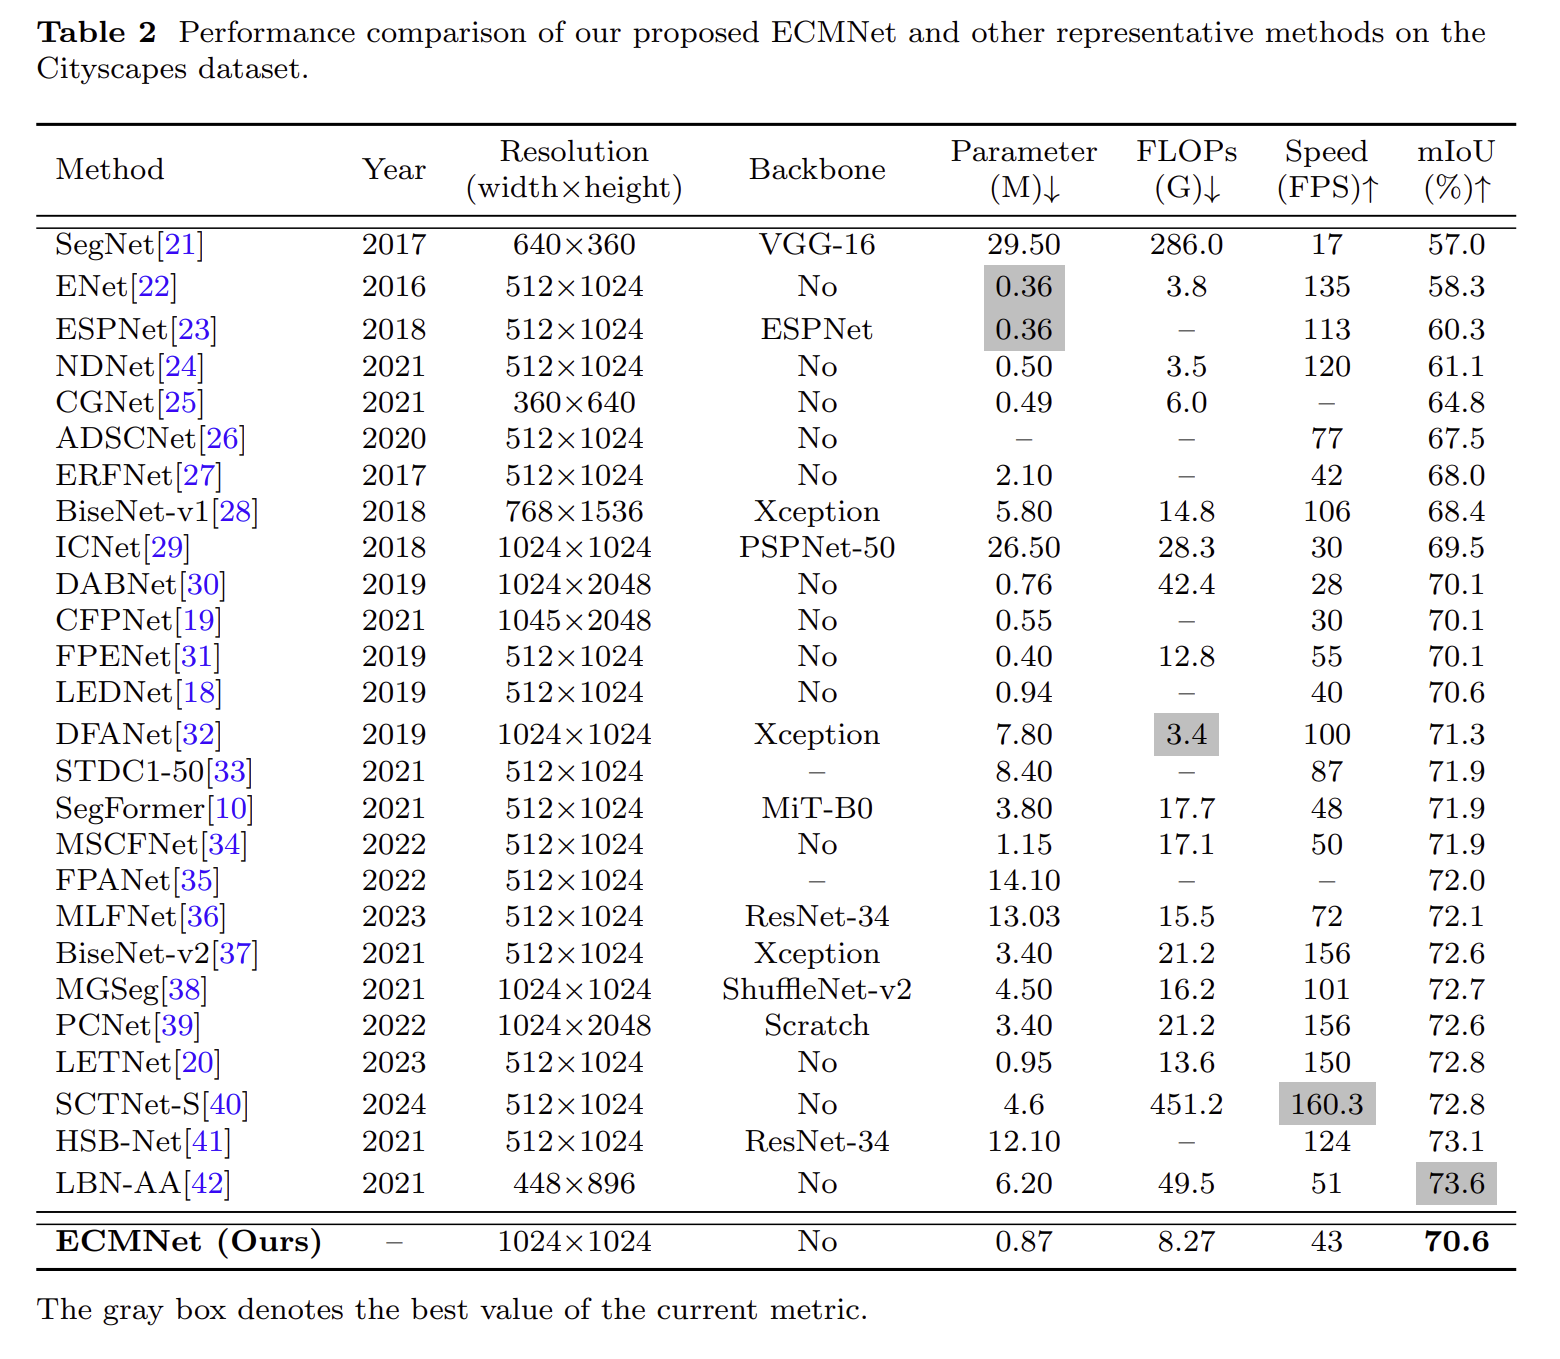 Table 2 Performance comparison of our proposed ECMNet and other representative methods on the
Cityscapes dataset.
Method Year Resolution (width×height) Backbone Parameter (M)↓ FLOPs (G)↓ Speed (FPS)↑ mIoU (%)↑
SegNet[21] 2017 640×360 VGG-16 29.50 286.0 17 57.0
ENet[22] 2016 512×1024 No 0.36 3.8 135 58.3
ESPNet[23] 2018 512×1024 ESPNet 0.36 – 113 60.3
NDNet[24] 2021 512×1024 No 0.50 3.5 120 61.1
CGNet[25] 2021 360×640 No 0.49 6.0 – 64.8
ADSCNet[26] 2020 512×1024 No – – 77 67.5
ERFNet[27] 2017 512×1024 No 2.10 – 42 68.0
BiseNet-v1[28] 2018 768×1536 Xception 5.80 14.8 106 68.4
ICNet[29] 2018 1024×1024 PSPNet-50 26.50 28.3 30 69.5
DABNet[30] 2019 1024×2048 No 0.76 42.4 28 70.1
CFPNet[19] 2021 1045×2048 No 0.55 – 30 70.1
FPENet[31] 2019 512×1024 No 0.40 12.8 55 70.1
LEDNet[18] 2019 512×1024 No 0.94 – 40 70.6
DFANet[32] 2019 1024×1024 Xception 7.80 3.4 100 71.3
STDC1-50[33] 2021 512×1024 – 8.40 – 87 71.9
SegFormer[10] 2021 512×1024 MiT-B0 3.80 17.7 48 71.9
MSCFNet[34] 2022 512×1024 No 1.15 17.1 50 71.9
FPANet[35] 2022 512×1024 – 14.10 – – 72.0
MLFNet[36] 2023 512×1024 ResNet-34 13.03 15.5 72 72.1
BiseNet-v2[37] 2021 512×1024 Xception 3.40 21.2 156 72.6
MGSeg[38] 2021 1024×1024 ShuffleNet-v2 4.50 16.2 101 72.7
PCNet[39] 2022 1024×2048 Scratch 3.40 21.2 156 72.6
LETNet[20] 2023 512×1024 No 0.95 13.6 150 72.8
SCTNet-S[40] 2024 512×1024 No 4.6 451.2 160.3 72.8
HSB-Net[41] 2021 512×1024 ResNet-34 12.10 – 124 73.1
LBN-AA[42] 2021 448×896 No 6.20 49.5 51 73.6
ECMNet (Ours) – 1024×1024 No 0.87 8.27 43 70.6
The gray box denotes the best value of the current metric.